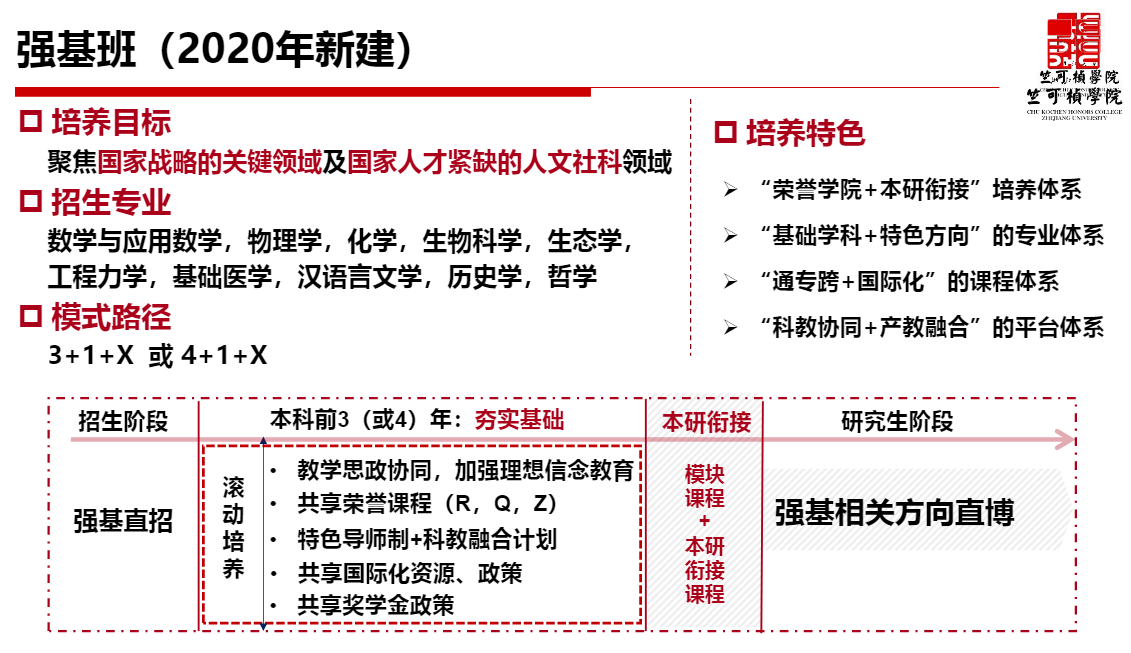 强基班（2020年新建）
竺可桢學院
竺可桢學院
CHU KOCHEN HONORS COLLEGE
ZHEJIANG UNIVERSITY
培养目标
聚焦国家战略的关键领域及国家人才紧缺的人文社科领域
招生专业
数学与应用数学，物理学，化学，生物科学，生态学，
工程力学，基础医学，汉语言文学，历史学，哲学
模式路径
3+1+X 或 4+1+X
培养特色
“荣誉学院+本研衔接”培养体系
“基础学科+特色方向”的专业体系
“通专跨+国际化”的课程体系
“科教协同+产教融合”的平台体系
招生阶段
本科前3（或4）年：夯实基础
本研衔接
研究生阶段
强基直招
滚
动
培
养
• 教学思政协同，加强理想信念教育
• 共享荣誉课程（R，Q，Z）
• 特色导师制+科教融合计划
• 共享国际化资源、政策
• 共享奖学金政策
模块
课程
+
本研
衔接
课程
强基相关方向直博